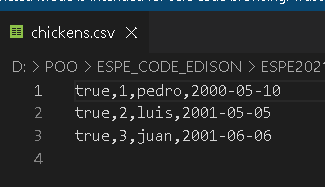 chickens.csv
D: > POO > ESPE_CODE_EDISON > ESPE2021
1 true,1,pedro,2000-05-10
2 true,2,luis,2001-05-05
3 true,3,juan,2001-06-06
4